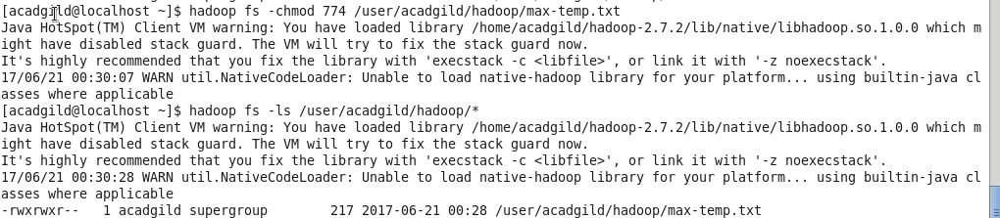 [acadgild@localhost ~]$ hadoop fs -chmod 774 /user/acadgild/hadoop/max-temp.txt
Java HotSpot(TM) Client VM warning: You have loaded library /home/acadgild/hadoop-2.7.2/lib/native/libhadoop.so.1.0.0 which m
ight have disabled stack guard. The VM will try to fix the stack guard now.
It's highly recommended that you fix the library with 'execstack -c <libfile>', or link it with '-z noexecstack'.
17/06/21 00:30:07 WARN util.NativeCodeLoader: Unable to load native-hadoop library for your platform... using builtin-java cl
asses where applicable
[acadgild@localhost ~]$ hadoop fs -ls /user/acadgild/hadoop/*
Java HotSpot(TM) Client VM warning: You have loaded library /home/acadgild/hadoop-2.7.2/lib/native/libhadoop.so.1.0.0 which m
ight have disabled stack guard. The VM will try to fix the stack guard now.
It's highly recommended that you fix the library with 'execstack -c <libfile>', or link it with '-z noexecstack'.
17/06/21 00:30:28 WARN util.NativeCodeLoader: Unable to load native-hadoop library for your platform... using builtin-java cl
asses where applicable
-rwxrwxr--   1 acadgild supergroup        217 2017-06-21 00:28 /user/acadgild/hadoop/max-temp.txt